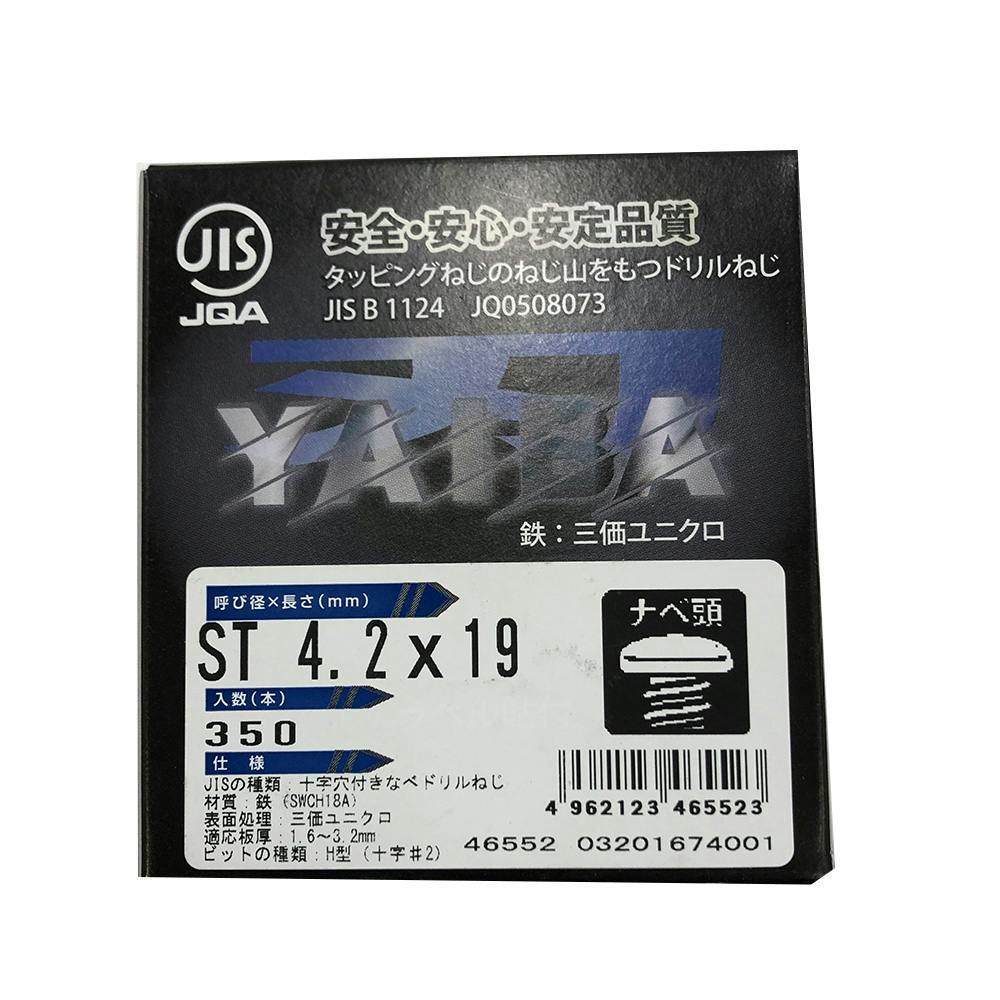 JIS
JQA
安全・安心・安定品質
タッピングねじのねじ山をもつドリルねじ
JIS B 1124 JQ0508073
YAIBA
鉄：三価ユニクロ
呼び径×長さ(mm)
ST 4.2x19
ナベ頭
入数(本)
350
仕様
JISの種類：十字穴付きなべドリルねじ
材質：鉄(SWCH18A)
表面処理：三価ユニクロ
適応板厚：1.6～3.2mm
ビットの種類：H型(十字#2)
4 962123 465523
46552 03201674001